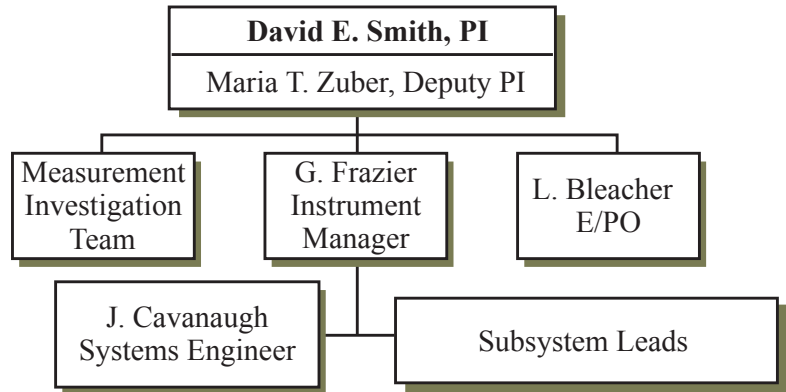 David E. Smith, PI
Maria T. Zuber, Deputy PI
Measurement
Investigation
Team
G. Frazier
Instrument
Manager
L. Bleacher
E/PO
J. Cavanaugh
Systems Engineer
Subsystem Leads